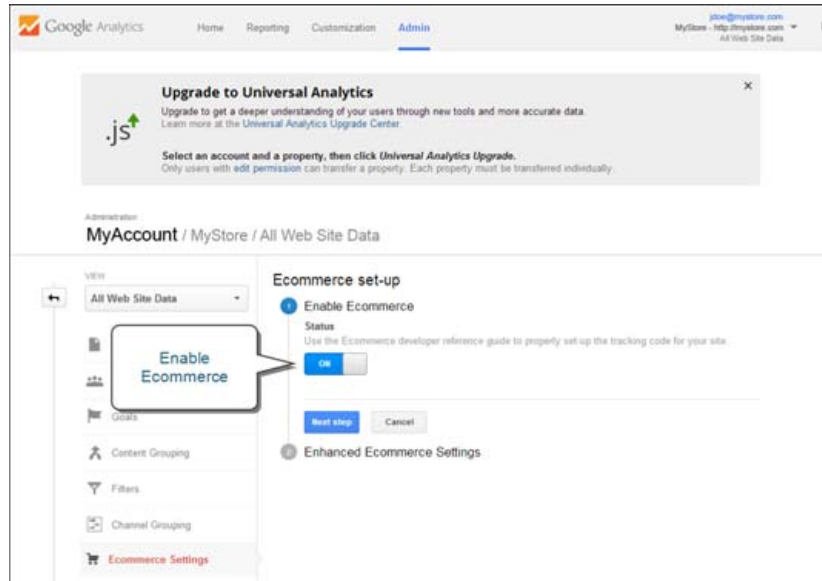 Google Analytics
Home Reporting Customization Admin
jdoe@mystore.com
MyStore - http://mystore.com
All Web Site Data
Upgrade to Universal Analytics
Upgrade to get a deeper understanding of your users through new tools and more accurate data.
Learn more at the Universal Analytics Upgrade Center.
.js
Select an account and a property, then click Universal Analytics Upgrade.
Only users with edit permission can transfer a property. Each property must be transferred individually.
Administration
MyAccount / MyStore / All Web Site Data
VIEW
All Web Site Data
Ecommerce set-up
1 Enable Ecommerce
Status
Use the Ecommerce developer reference guide to properly set-up the tracking code for your site.
ON
Enable
Ecommerce
Next step Cancel
2 Enhanced Ecommerce Settings
Goals
Content Grouping
Filters
Channel Grouping
Ecommerce Settings